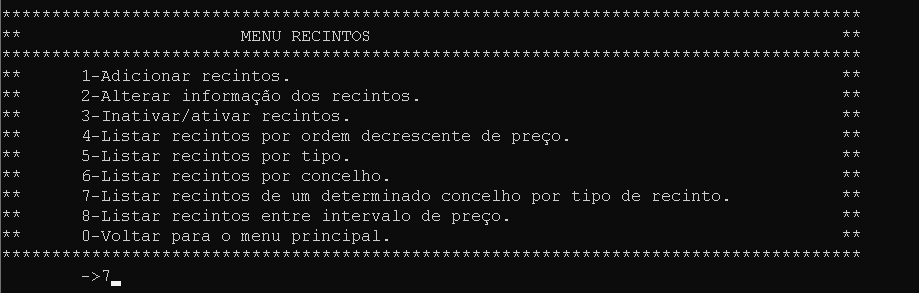 **************************************************************************************
** MENU RECINTOS **
**************************************************************************************
** 1-Adicionar recintos. **
** 2-Alterar informação dos recintos. **
** 3-Inativar/ativar recintos. **
** 4-Listar recintos por ordem decrescente de preço. **
** 5-Listar recintos por tipo. **
** 6-Listar recintos por concelho. **
** 7-Listar recintos de um determinado concelho por tipo de recinto. **
** 8-Listar recintos entre intervalo de preço. **
** 0-Voltar para o menu principal. **
**************************************************************************************
->7